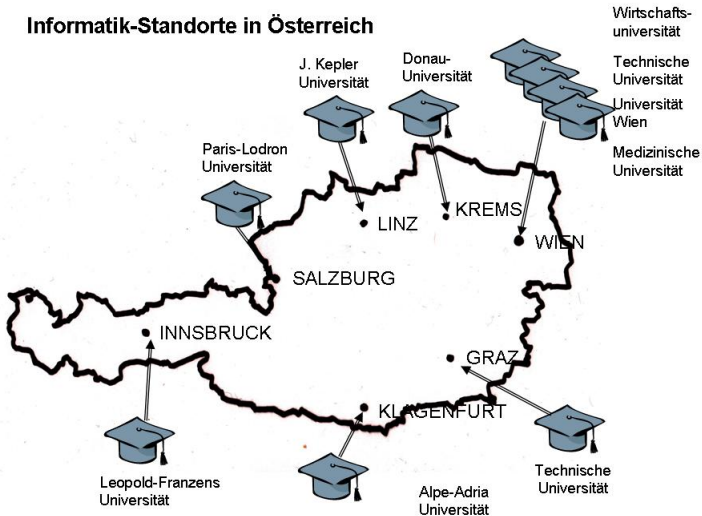 Informatik-Standorte in Österreich
Wirtschafts-
universität
Technische
Universität
Universität
Wien
Medizinische
Universität
Donau-
Universität
J. Kepler
Universität
Paris-Lodron
Universität
LINZ
KREMS
WIEN
SALZBURG
INNSBRUCK
GRAZ
KLAGENFURT
Leopold-Franzens
Universität
Alpe-Adria
Universität
Technische
Universität